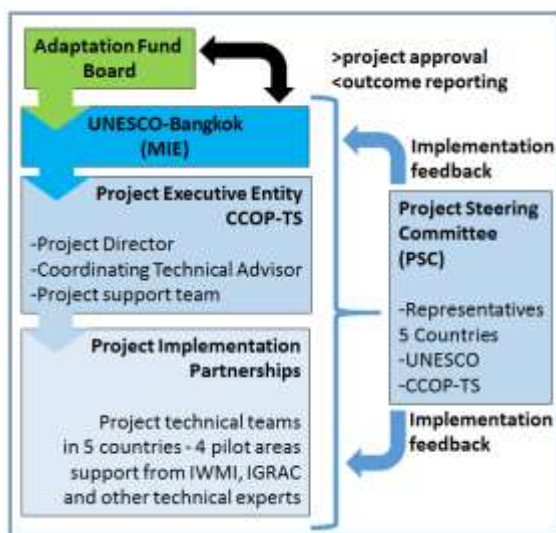 Adaptation Fund
Board
>project approval
<outcome reporting
UNESCO-Bangkok
(MIE)
Implementation
feedback
Project Executive Entity
CCOP-TS
-Project Director
-Coordinating Technical Advisor
-Project support team
Project Steering
Committee
(PSC)
-Representatives
5 Countries
-UNESCO
-CCOP-TS
Project Implementation
Partnerships
Project technical teams
in 5 countries - 4 pilot areas
support from IWMI, IGRAC
and other technical experts
Implementation
feedback